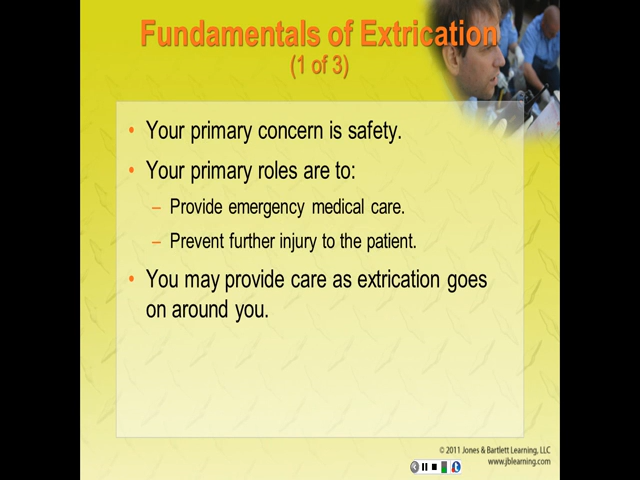 Fundamentals of Extrication
(1 of 3)
• Your primary concern is safety.
• Your primary roles are to:
– Provide emergency medical care.
– Prevent further injury to the patient.
• You may provide care as extrication goes
on around you.
© 2011 Jones & Bartlett Learning, LLC
www.jblearning.com